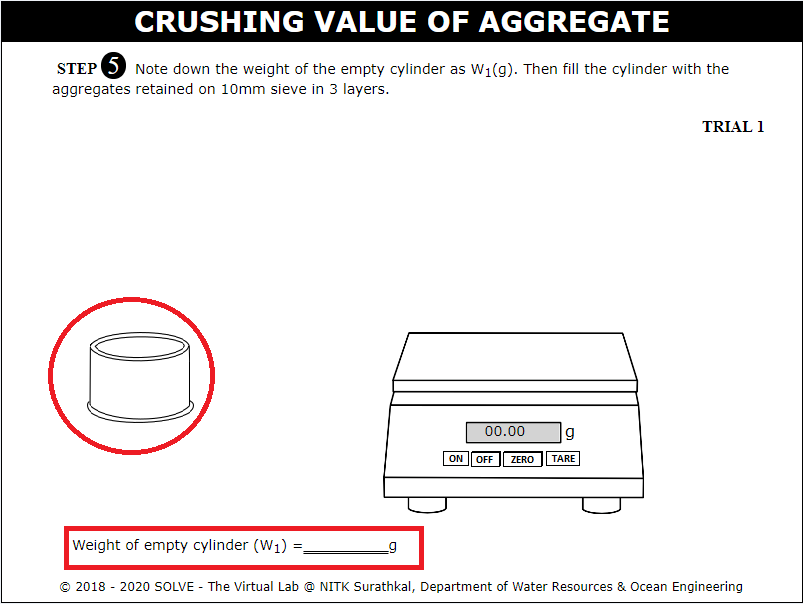 CRUSHING VALUE OF AGGREGATE
STEP 5 Note down the weight of the empty cylinder as W1(g). Then fill the cylinder with the
aggregates retained on 10mm sieve in 3 layers.
TRIAL 1
00.00 g
ON OFF ZERO TARE
Weight of empty cylinder (W1) =__________g
© 2018 - 2020 SOLVE - The Virtual Lab @ NITK Surathkal, Department of Water Resources & Ocean Engineering